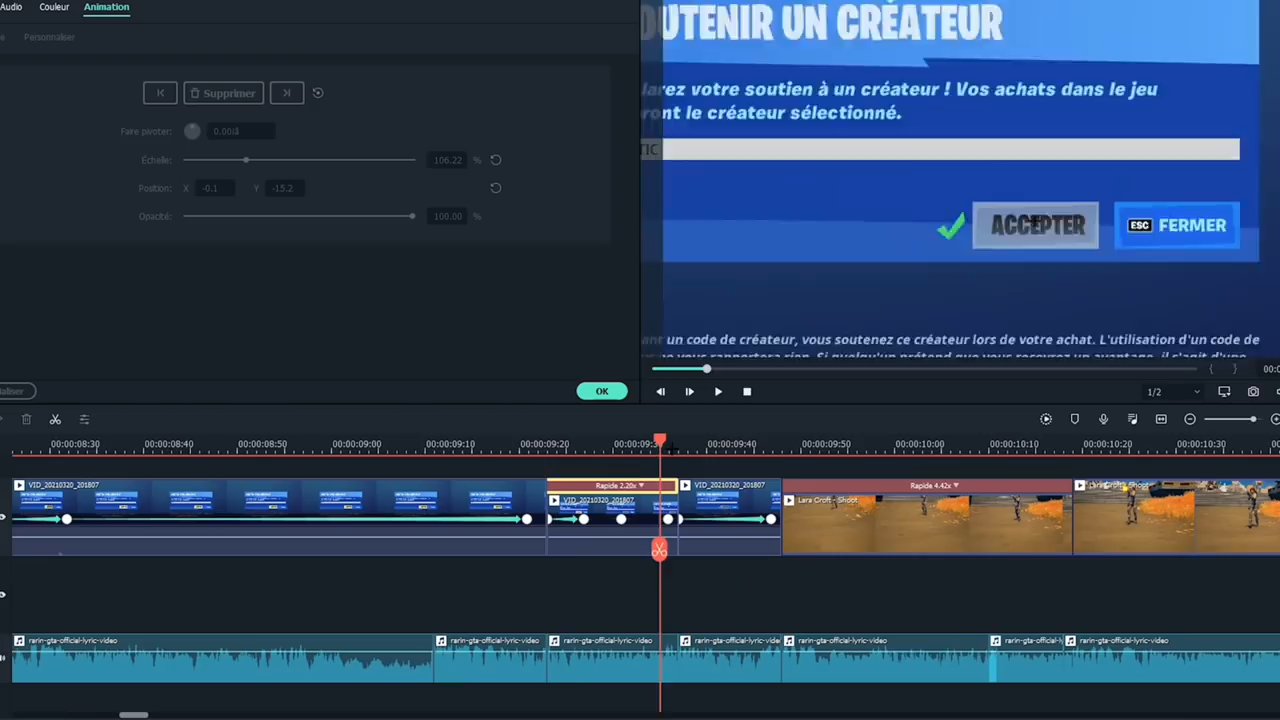 Audio Couleur Animation
Personnaliser
Supprimer
Faire pivoter: 0.00
Échelle: 106.22 %
Position: X -0.1 Y -15.2
Opacité: 100.00 %
OK
OUTENIR UN CRÉATEUR
larez votre soutien à un créateur ! Vos achats dans le jeu
ront le créateur sélectionné.
TIC
ACCEPTER
ESC FERMER
ant un code de créateur, vous soutenez ce créateur lors de votre achat. L'utilisation d'un code de
1/2
00:00:08:30 00:00:08:40 00:00:08:50 00:00:09:00 00:00:09:10 00:00:09:20 00:00:09:30 00:00:09:40 00:00:09:50 00:00:10:00 00:00:10:10 00:00:10:20 00:00:10:30
VID_20210320_201807 Rapide 2.20x VID_20210320_201807 Rapide 4.42x Lara Croft - Shoot
VID_20210320_201807 Lara Croft - Shoot
rarin-gta-official-lyric-video rarin-gta-official-lyric-video rarin-gta-official-lyric-video rarin-gta-official-lyric-video rarin-gta-official-lyric-video rarin-gta-official-l rarin-gta-official-lyric-video